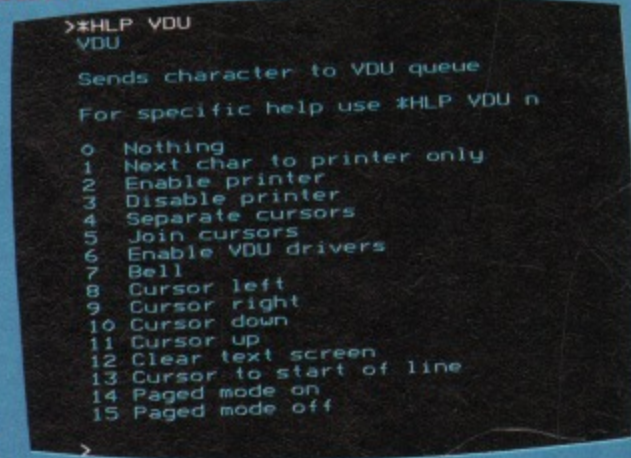 >*HLP VDU
VDU
Sends character to VDU queue
For specific help use *HLP VDU n
0 Nothing
1 Next char to printer only
2 Enable printer
3 Disable printer
4 Separate cursors
5 Join cursors
6 Enable VDU drivers
7 Bell
8 Cursor left
9 Cursor right
10 Cursor down
11 Cursor up
12 Clear text screen
13 Cursor to start of line
14 Paged mode on
15 Paged mode off
>